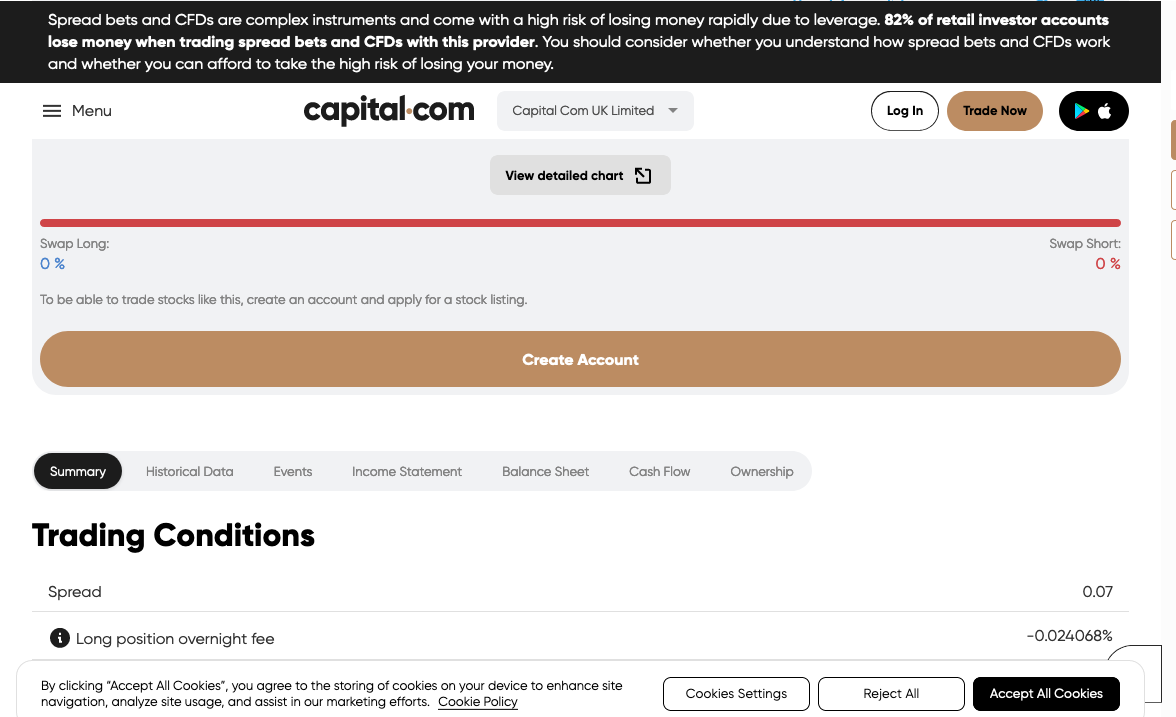 Spread bets and CFDs are complex instruments and come with a high risk of losing money rapidly due to leverage. 82% of retail investor accounts
lose money when trading spread bets and CFDs with this provider. You should consider whether you understand how spread bets and CFDs work
and whether you can afford to take the high risk of losing your money.
Menu
capital.com
Capital Com UK Limited
Log In
Trade Now
View detailed chart
Swap Long:
Swap Short:
0 %
0 %
To be able to trade stocks like this, create an account and apply for a stock listing.
Create Account
Summary
Historical Data
Events
Income Statement
Balance Sheet
Cash Flow
Ownership
Trading Conditions
Spread
0.07
Long position overnight fee
-0.024068%
By clicking “Accept All Cookies”, you agree to the storing of cookies on your device to enhance site
navigation, analyze site usage, and assist in our marketing efforts. Cookie Policy
Cookies Settings
Reject All
Accept All Cookies